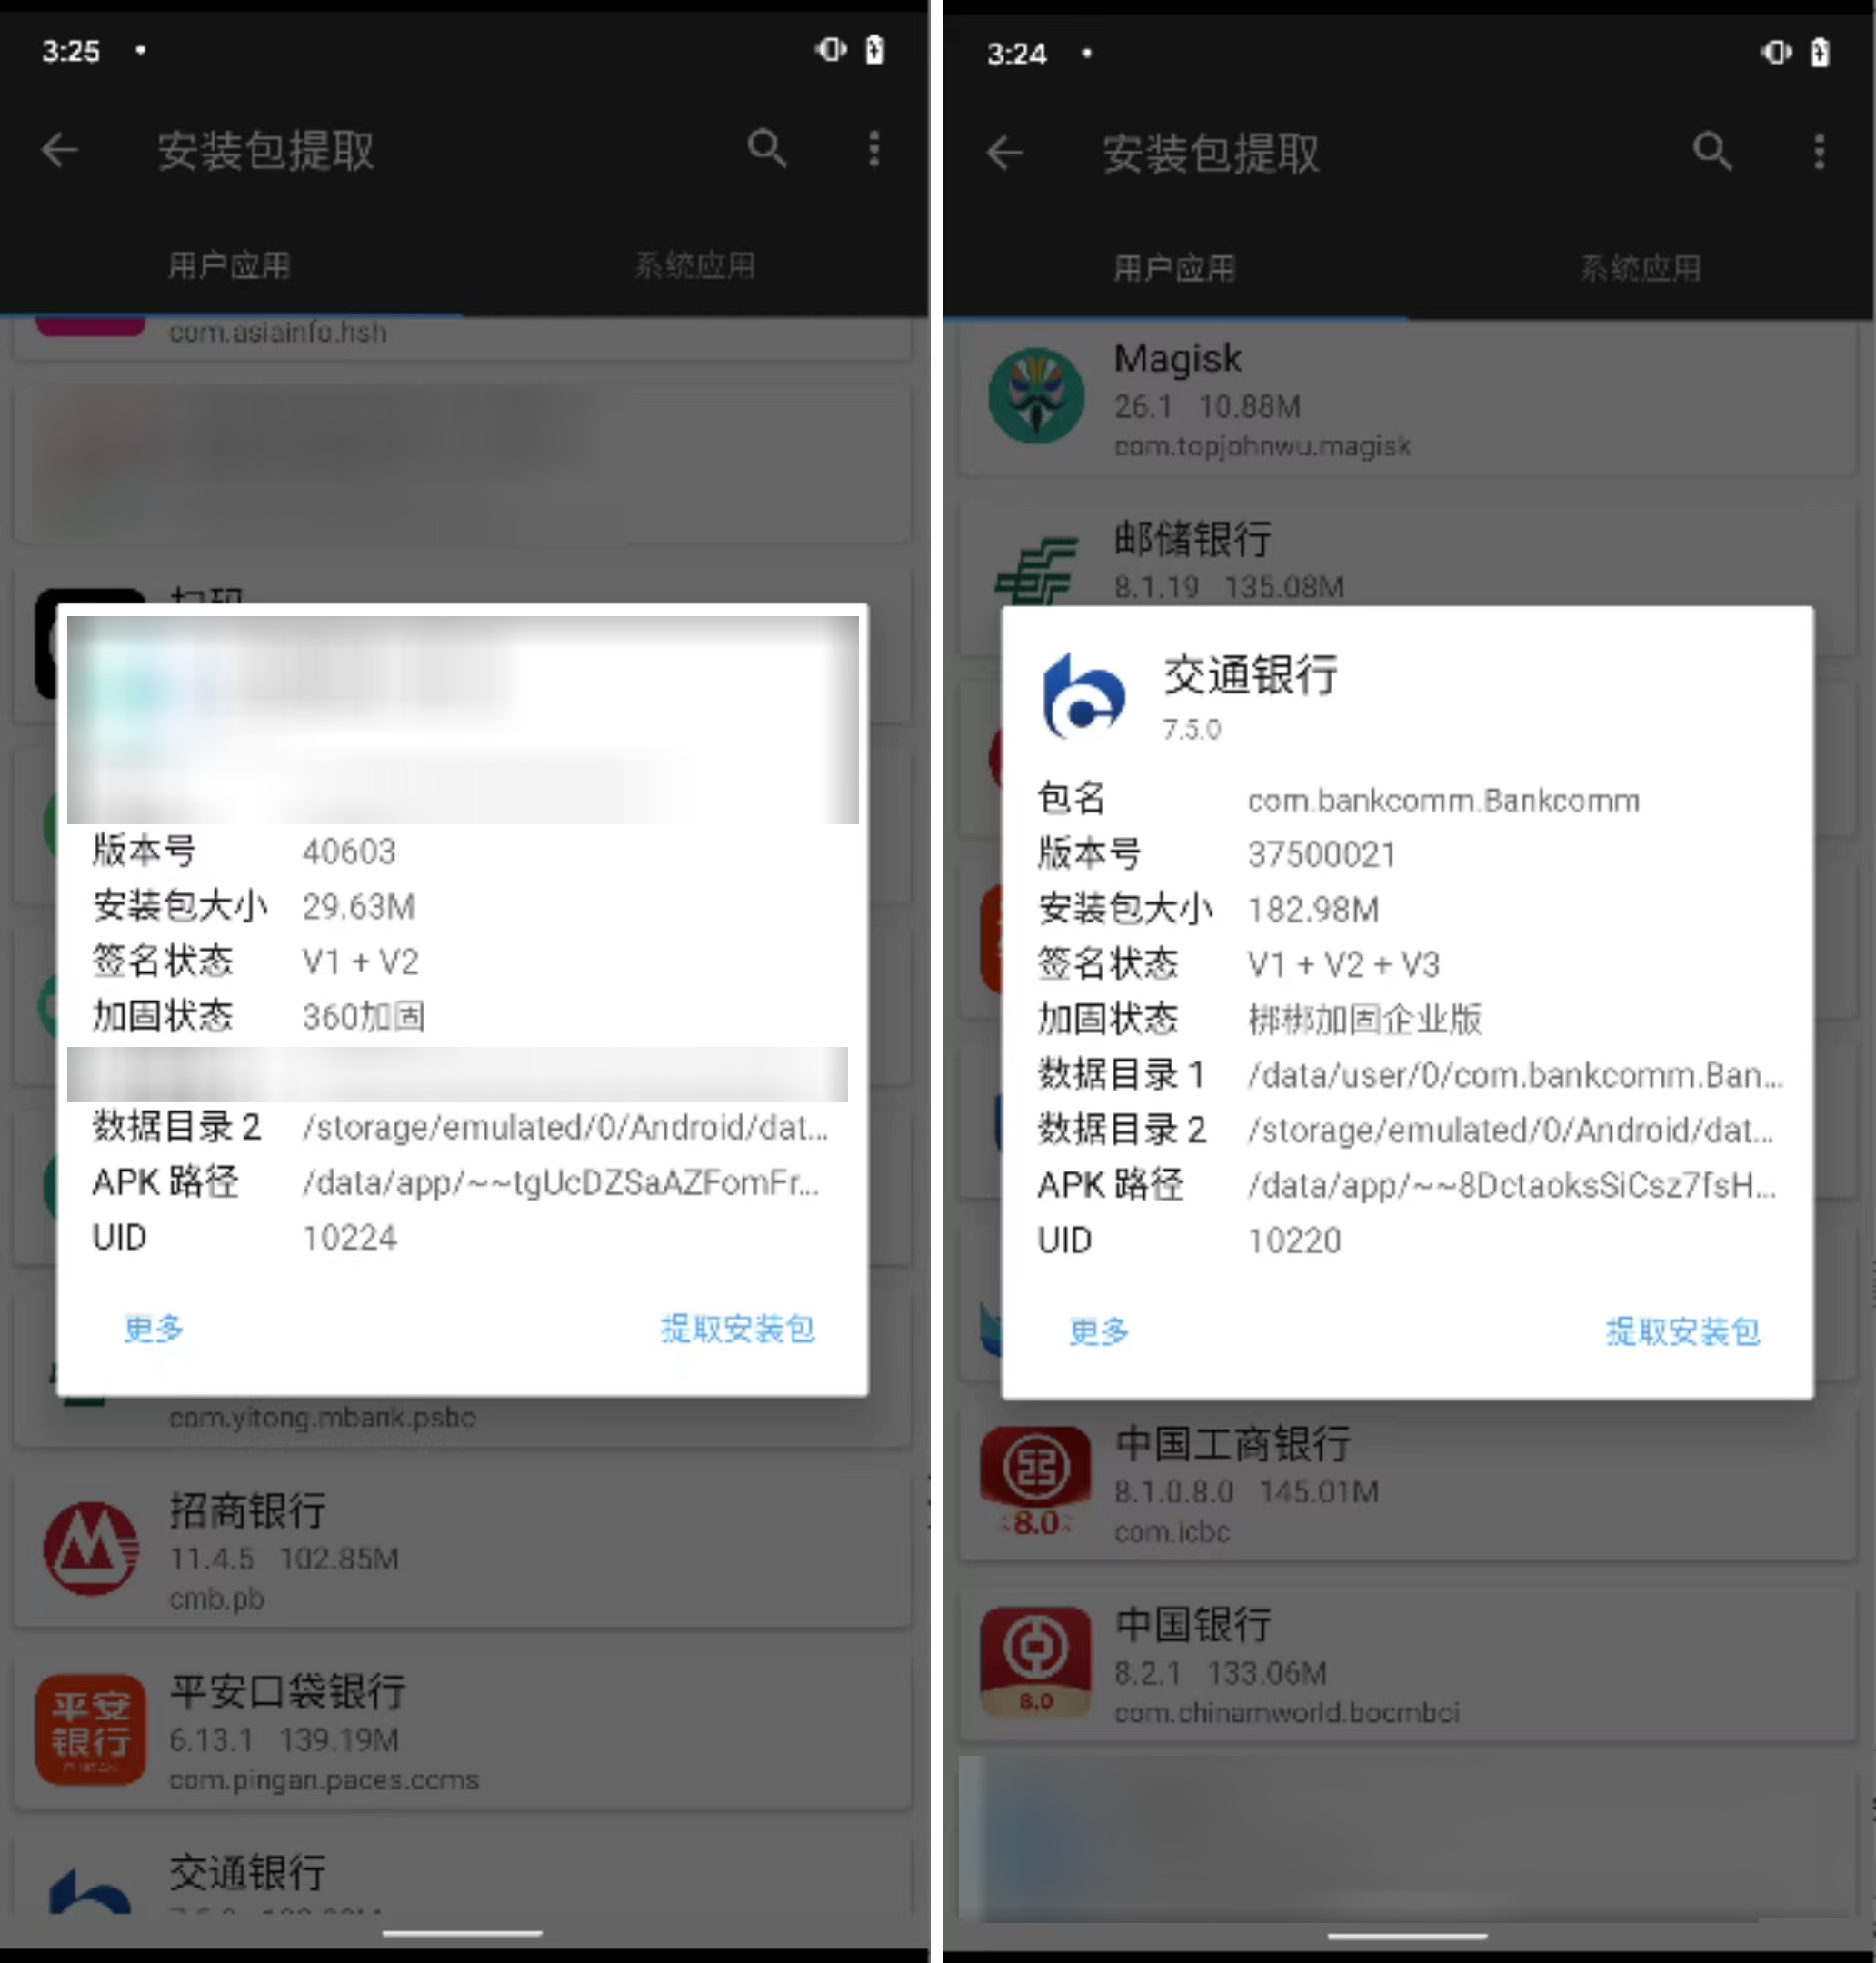 3:25
安装包提取
用户应用
系统应用
com.asiainfo.hsh
扫码
版本号 40603
安装包大小 29.63M
签名状态 V1 + V2
加固状态 360加固
数据目录 2 /storage/emulated/0/Android/dat...
APK 路径 /data/app/~~tgUcDZSaAZFomFr...
UID 10224
更多
提取安装包
com.yitong.mbank.psbc
招商银行
11.4.5 102.85M
cmb.pb
平安
银行
平安口袋银行
6.13.1 139.19M
com.pingan.paces.ccms
交通银行
3:24
安装包提取
用户应用
系统应用
Magisk
26.1 10.88M
com.topjohnwu.magisk
邮储银行
8.1.19 135.08M
交通银行
7.5.0
包名 com.bankcomm.Bankcomm
版本号 37500021
安装包大小 182.98M
签名状态 V1 + V2 + V3
加固状态 梆梆加固企业版
数据目录 1 /data/user/0/com.bankcomm.Ban...
数据目录 2 /storage/emulated/0/Android/dat...
APK 路径 /data/app/~~8DctaoksSiCsz7fsH...
UID 10220
更多
提取安装包
中国工商银行
8.1.0.8.0 145.01M
com.icbc
8.0
中国银行
8.2.1 133.06M
com.chinamworld.bocmbci
8.0